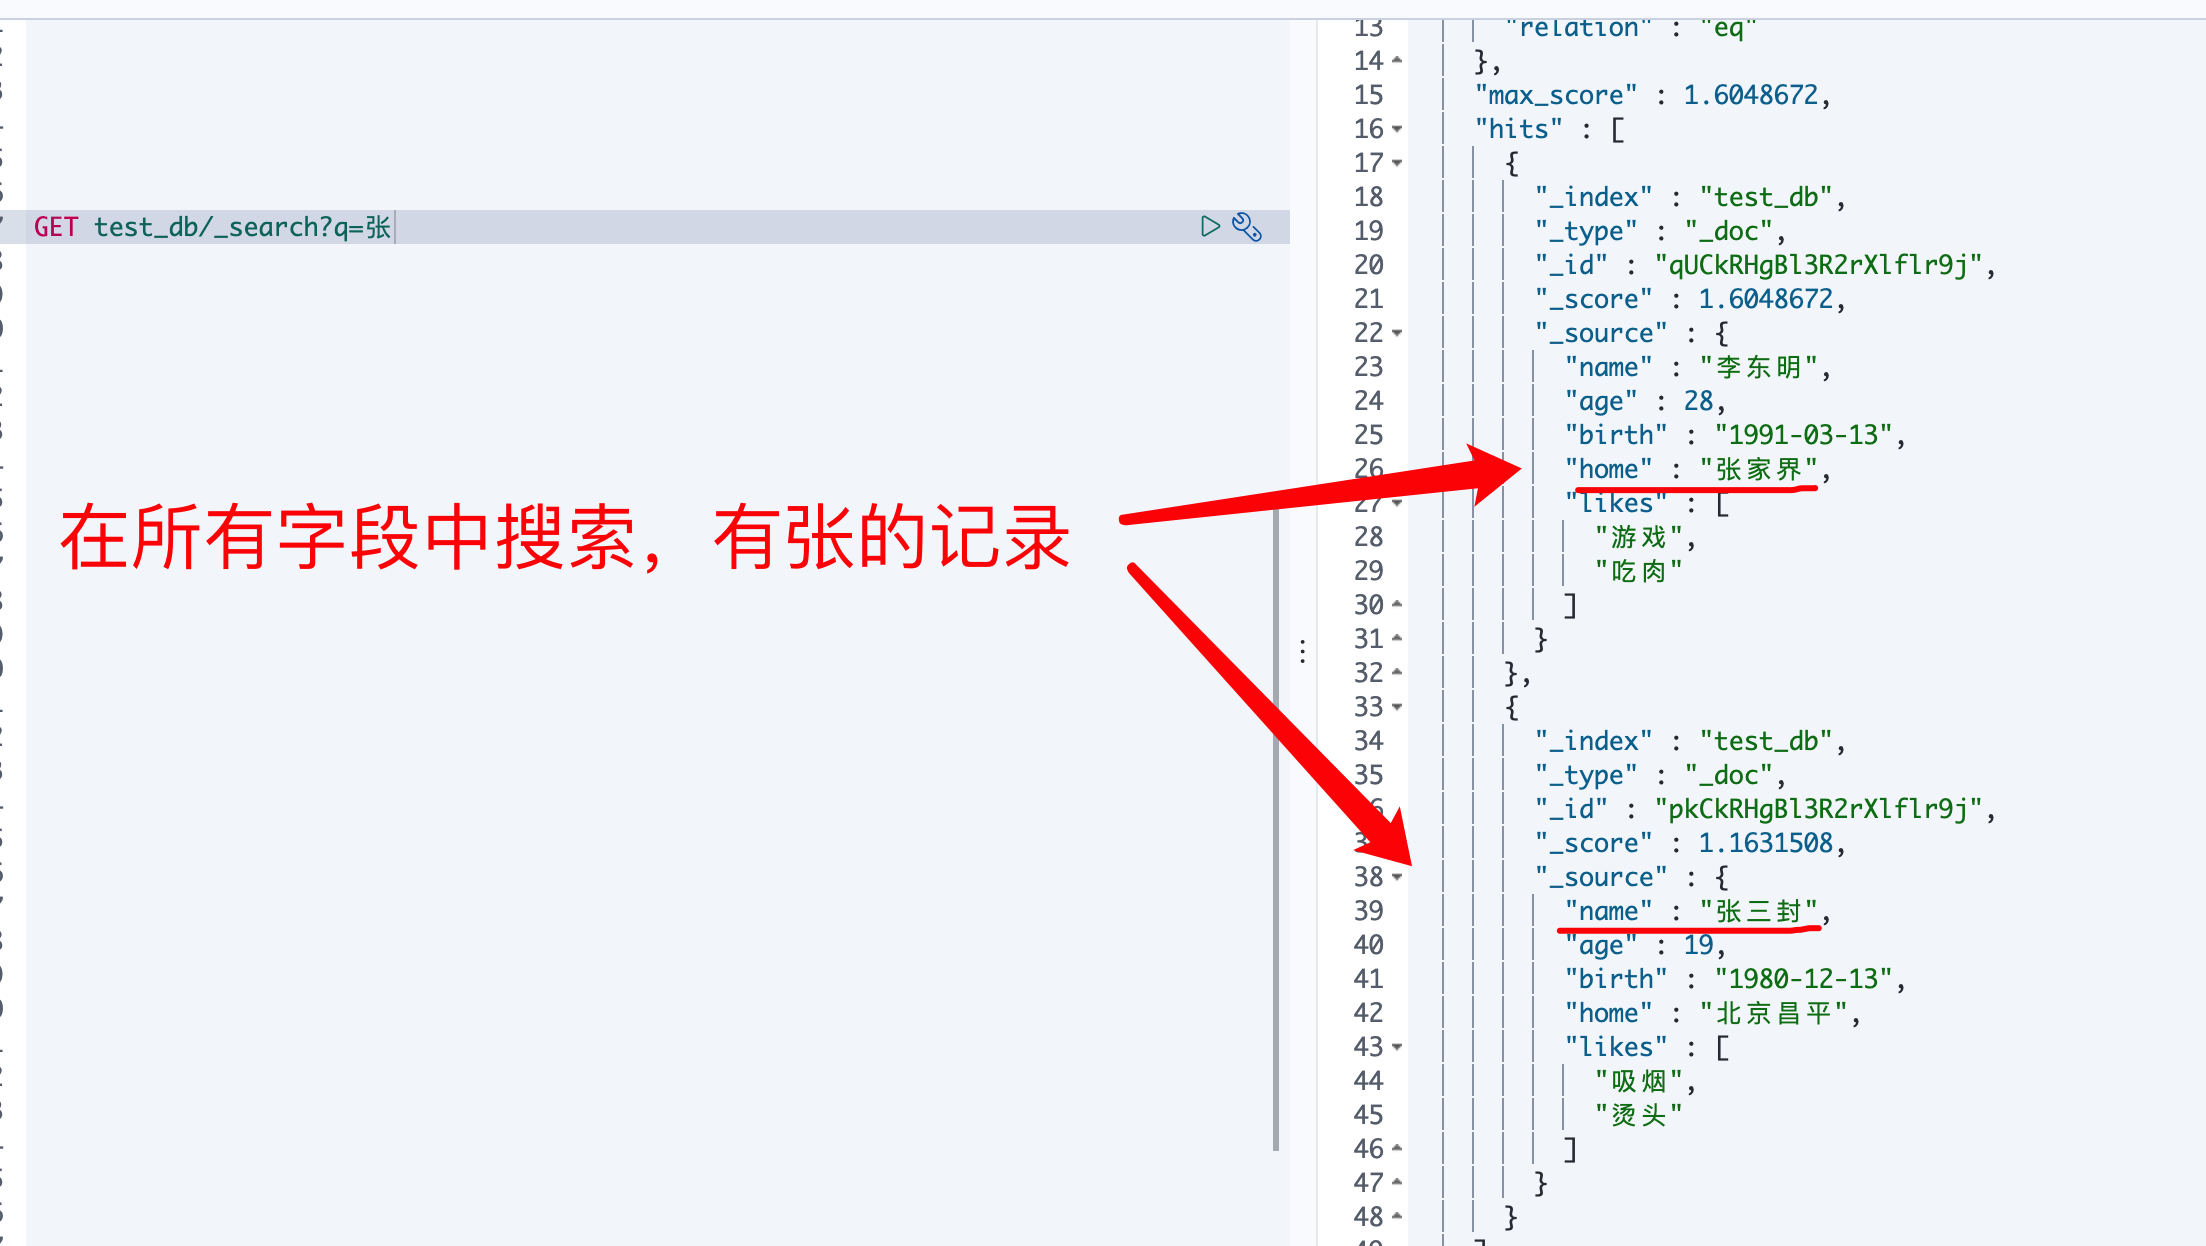 GET test_db/_search?q=张
在所有字段中搜索，有张的记录
13 "relation" : "eq"
14 },
15 "max_score" : 1.6048672,
16 "hits" : [
17 {
18 "_index" : "test_db",
19 "_type" : "_doc",
20 "_id" : "qUCkRHgBl3R2rXlflr9j",
21 "_score" : 1.6048672,
22 "_source" : {
23 "name" : "李东明",
24 "age" : 28,
25 "birth" : "1991-03-13",
26 "home" : "张家界",
27 "likes" : [
28 "游戏",
29 "吃肉"
30 ]
31 }
32 },
33 {
34 "_index" : "test_db",
35 "_type" : "_doc",
"_id" : "pkCkRHgBl3R2rXlflr9j",
"_score" : 1.1631508,
38 "_source" : {
39 "name" : "张三封",
40 "age" : 19,
41 "birth" : "1980-12-13",
42 "home" : "北京昌平",
43 "likes" : [
44 "吸烟",
45 "烫头"
46 ]
47 }
48 }